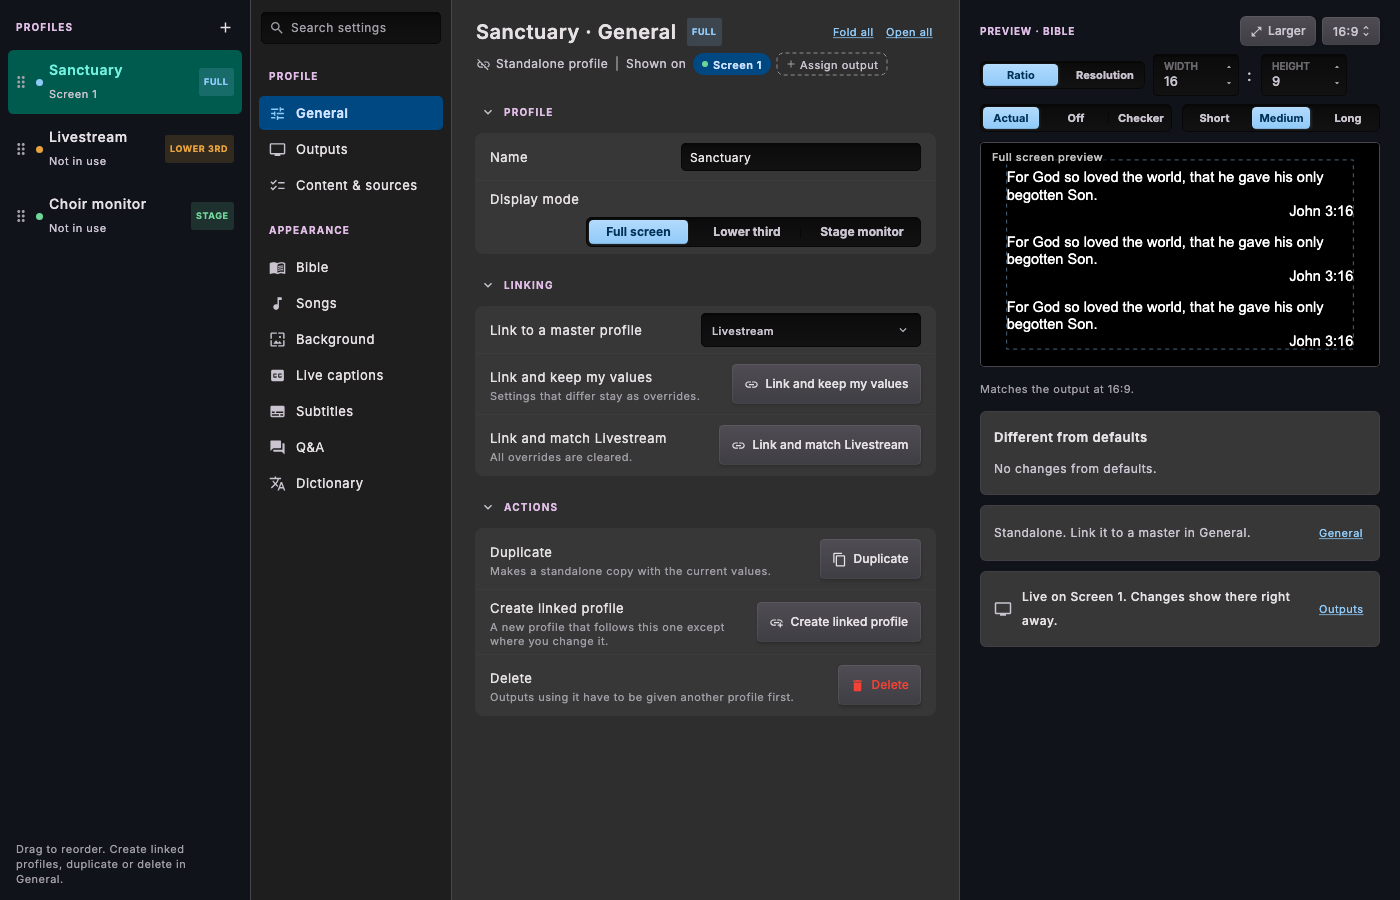 PROFILES
Sanctuary
Screen 1
FULL
Livestream
Not in use
LOWER 3RD
Choir monitor
Not in use
STAGE
Drag to reorder. Create linked
profiles, duplicate or delete in
General.
Search settings
PROFILE
General
Outputs
Content & sources
APPEARANCE
Bible
Songs
Background
Live captions
Subtitles
Q&A
Dictionary
Sanctuary · General
FULL
Fold all
Open all
Standalone profile | Shown on
Screen 1
+ Assign output
PROFILE
Name
Sanctuary
Display mode
Full screen
Lower third
Stage monitor
LINKING
Link to a master profile
Livestream
Link and keep my values
Settings that differ stay as overrides.
Link and keep my values
Link and match Livestream
All overrides are cleared.
Link and match Livestream
ACTIONS
Duplicate
Makes a standalone copy with the current values.
Duplicate
Create linked profile
A new profile that follows this one except
where you change it.
Create linked profile
Delete
Outputs using it have to be given another profile first.
Delete
PREVIEW · BIBLE
Larger
16:9
Ratio
Resolution
WIDTH
16
:
HEIGHT
9
Actual
Off
Checker
Short
Medium
Long
Full screen preview
For God so loved the world, that he gave his only
begotten Son.
John 3:16
For God so loved the world, that he gave his only
begotten Son.
John 3:16
For God so loved the world, that he gave his only
begotten Son.
John 3:16
Matches the output at 16:9.
Different from defaults
No changes from defaults.
Standalone. Link it to a master in General.
General
Live on Screen 1. Changes show there right
away.
Outputs